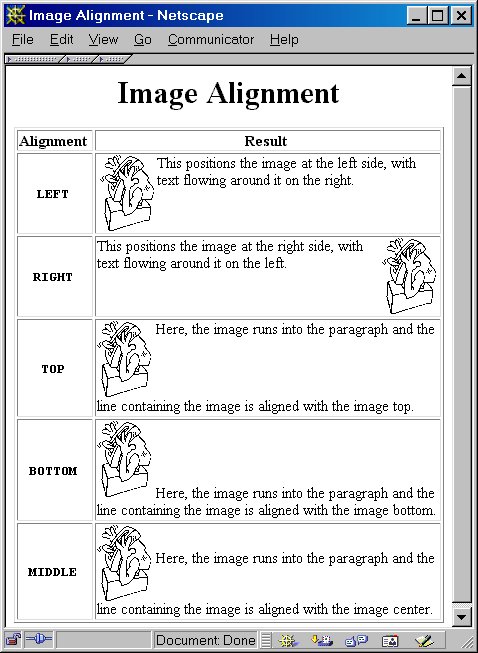 Image Alignment - Netscape
File Edit View Go Communicator Help
Image Alignment
Alignment Result
LEFT
This positions the image at the left side, with
text flowing around it on the right.
RIGHT
This positions the image at the right side, with
text flowing around it on the left.
TOP
Here, the image runs into the paragraph and the
line containing the image is aligned with the image top.
BOTTOM
Here, the image runs into the paragraph and the
line containing the image is aligned with the image bottom.
MIDDLE
Here, the image runs into the paragraph and the
line containing the image is aligned with the image center.
Document: Done